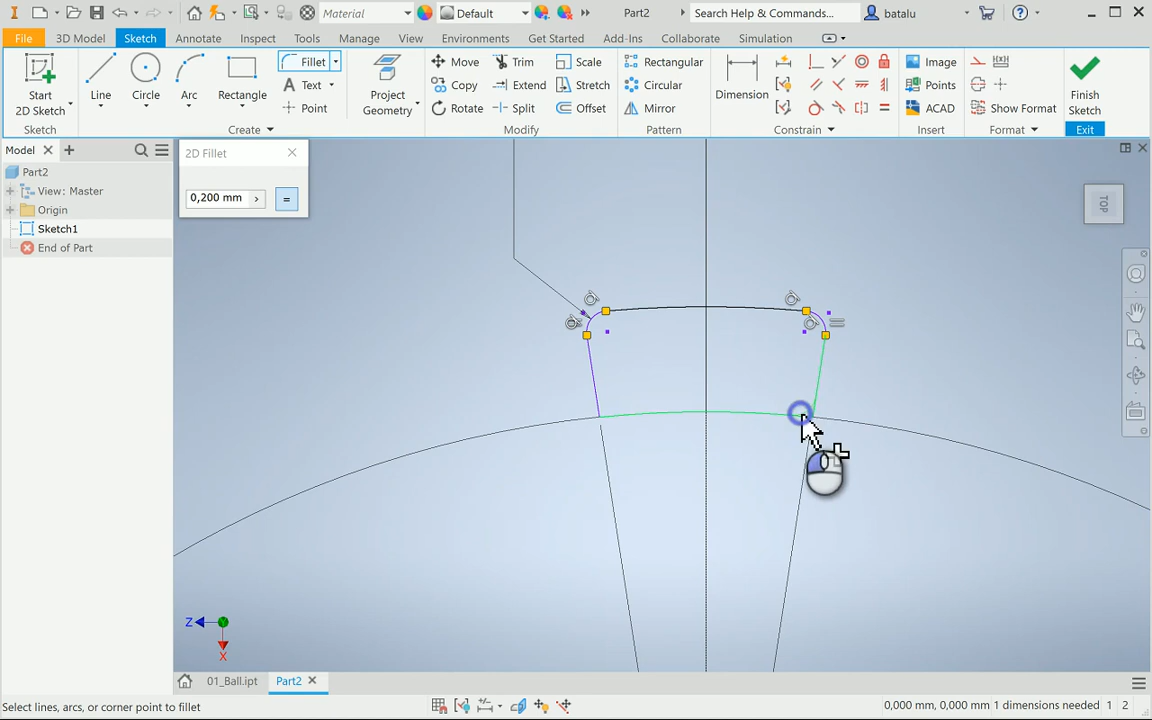 Material
Default
Part2
Search Help & Commands...
batalu
File
3D Model
Sketch
Annotate
Inspect
Tools
Manage
View
Environments
Get Started
Add-Ins
Collaborate
Simulation
Start
2D Sketch
Line
Circle
Arc
Rectangle
Fillet
Text
Point
Project
Geometry
Move
Copy
Rotate
Trim
Extend
Split
Scale
Stretch
Offset
Rectangular
Circular
Mirror
Dimension
Image
Points
ACAD
Show Format
Finish
Sketch
Sketch
Create
Modify
Pattern
Constrain
Insert
Format
Exit
Model
Part2
View: Master
Origin
Sketch1
End of Part
2D Fillet
0,200 mm
=
TOP
Z
X
01_Ball.ipt
Part2
Select lines, arcs, or corner point to fillet
0,000 mm, 0,000 mm 1 dimensions needed 1 2